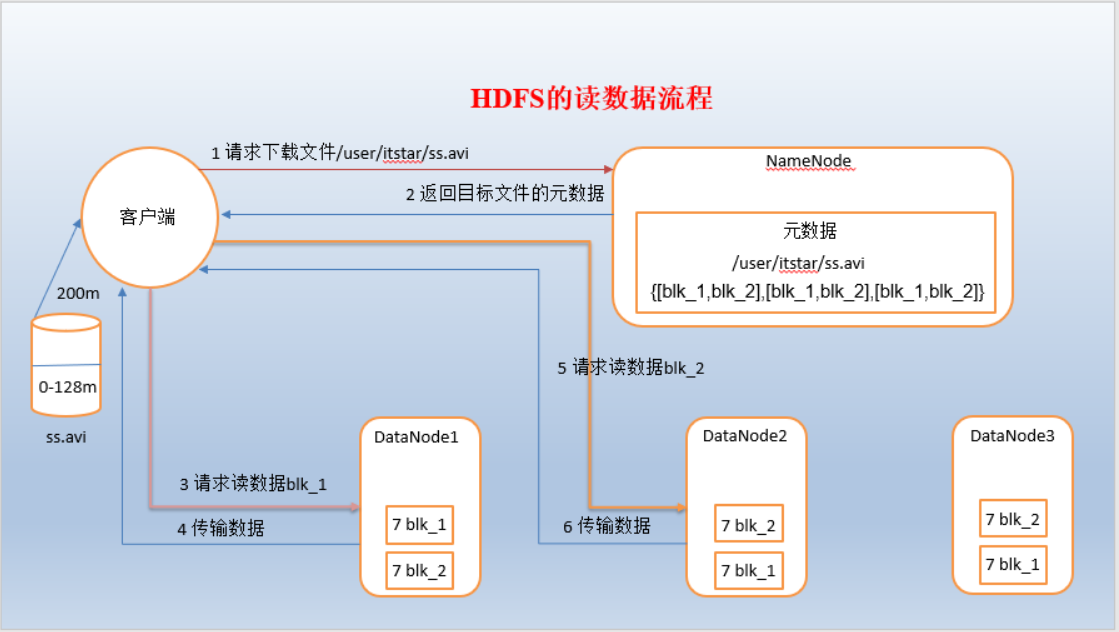 HDFS的读数据流程
1 请求下载文件/user/itstar/ss.avi
NameNode
2 返回目标文件的元数据
客户端
元数据
/user/itstar/ss.avi
{[blk_1,blk_2],[blk_1,blk_2],[blk_1,blk_2]}
200m
0-128m
ss.avi
5 请求读数据blk_2
DataNode1
DataNode2
DataNode3
3 请求读数据blk_1
4 传输数据
7 blk_1
7 blk_2
6 传输数据
7 blk_2
7 blk_1
7 blk_2
7 blk_1